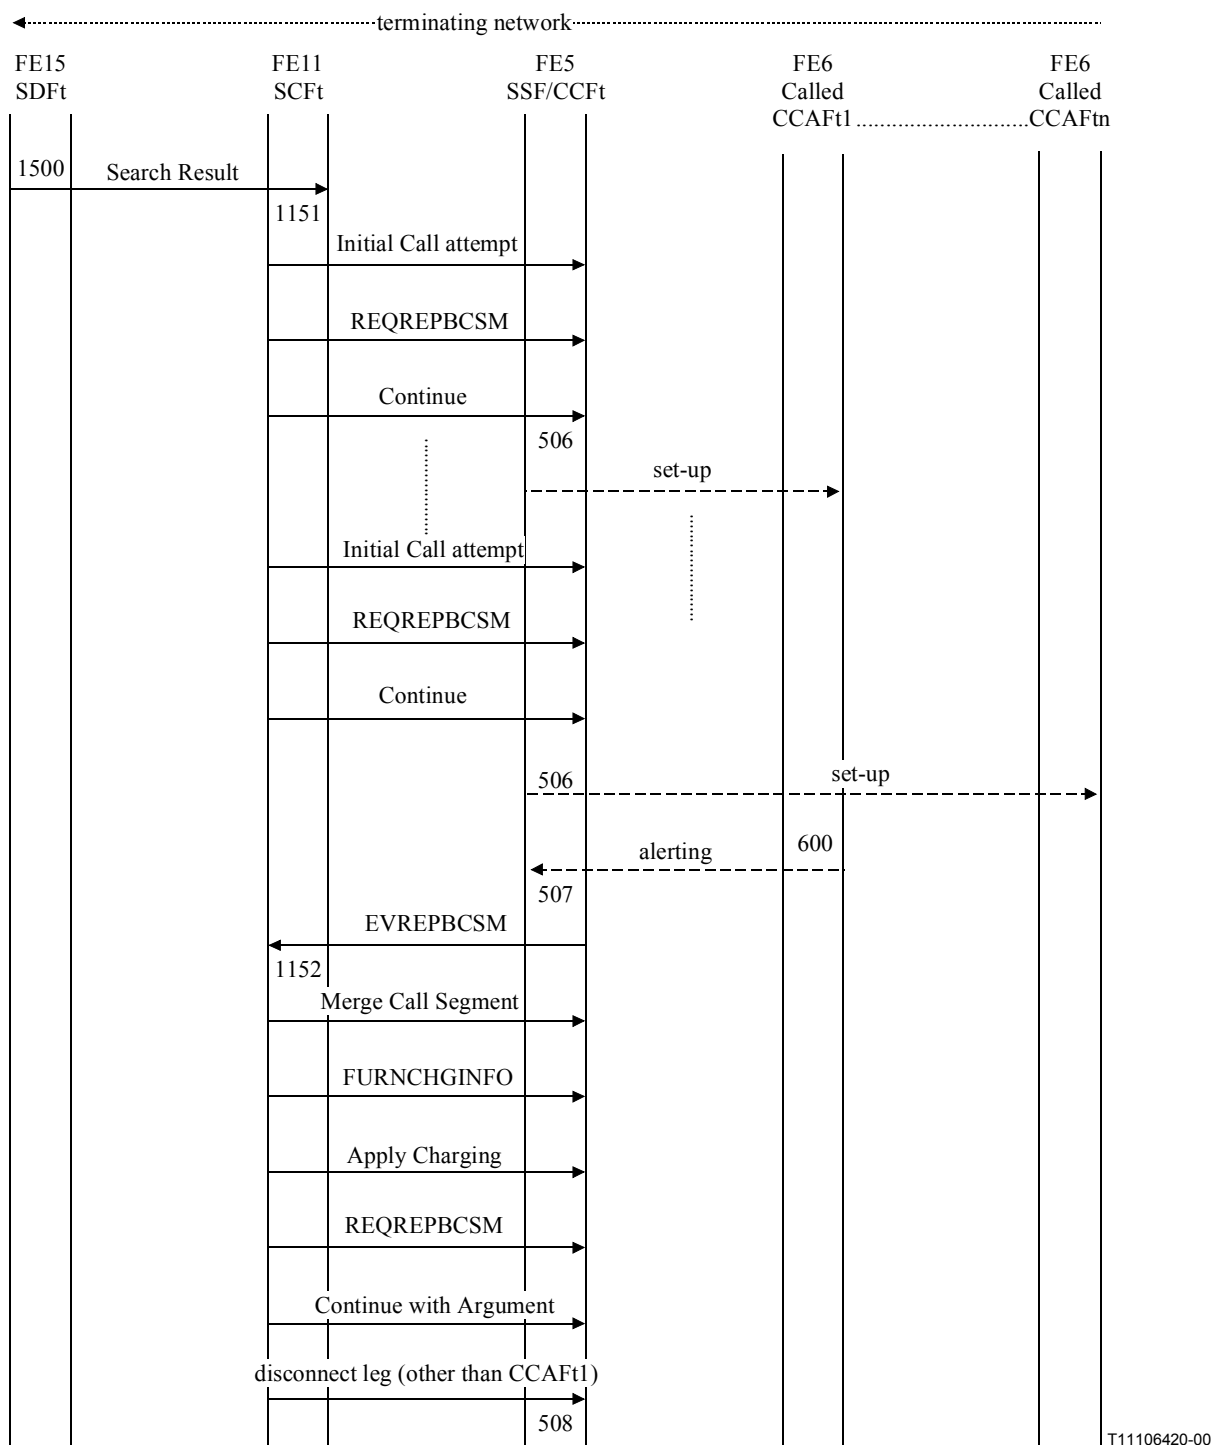 terminating network
FE15 FE11 FE5 FE6 FE6
SDFt SCFt SSF/CCFt Called Called
CCAFt1 .............................CCAFtn
1500 Search Result
1151
Initial Call attempt
REQREPBCSM
Continue
506
set-up
Initial Call attempt
REQREPBCSM
Continue
506 set-up
alerting 600
507
EVREPBCSM
1152
Merge Call Segment
FURNCHGINFO
Apply Charging
REQREPBCSM
Continue with Argument
disconnect leg (other than CCAFt1)
508
T11106420-00